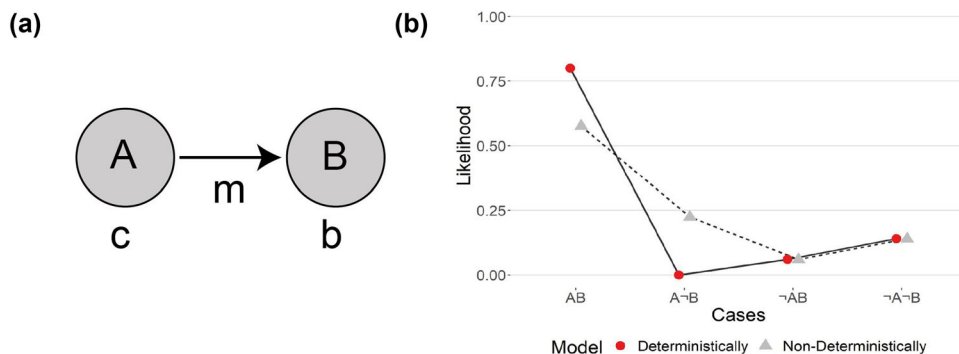 (a)
A
B
m
c
b
(b)
1.00
0.75
0.50
0.25
0.00
Likelihood
AB
A¬B
¬AB
¬A¬B
Cases
Model
Deterministically
Non-Deterministically